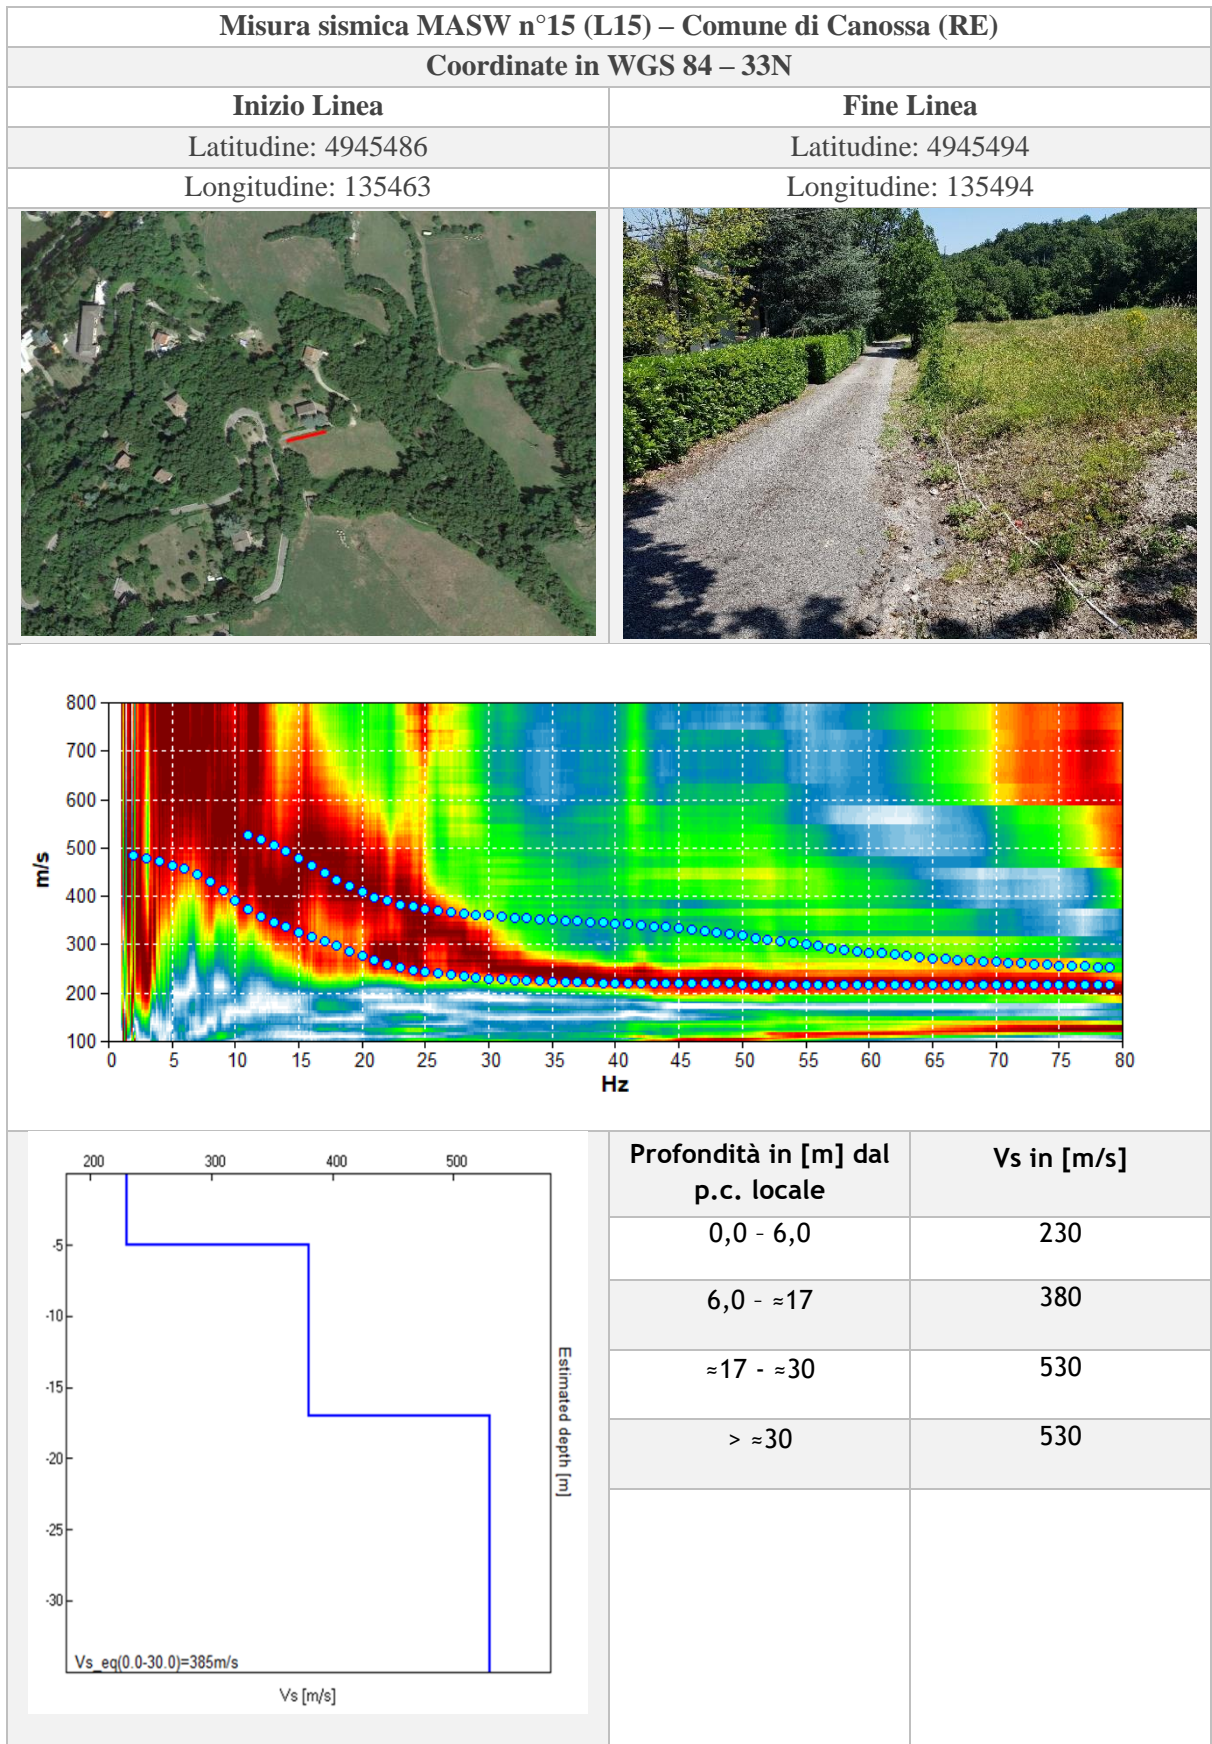 Misura sismica MASW n°15 (L15) – Comune di Canossa (RE)
Coordinate in WGS 84 – 33N
Inizio Linea
Fine Linea
Latitudine: 4945486
Latitudine: 4945494
Longitudine: 135463
Longitudine: 135494
800
700
600
500
400
300
200
100
m/s
0 5 10 15 20 25 30 35 40 45 50 55 60 65 70 75 80
Hz
200 300 400 500
-5
-10
-15
-20
-25
-30
Estimated depth [m]
Vs_eq(0.0-30.0)=385m/s
Vs [m/s]
Profondità in [m] dal
p.c. locale
Vs in [m/s]
0,0 – 6,0
230
6,0 – ≈17
380
≈17 - ≈30
530
> ≈30
530